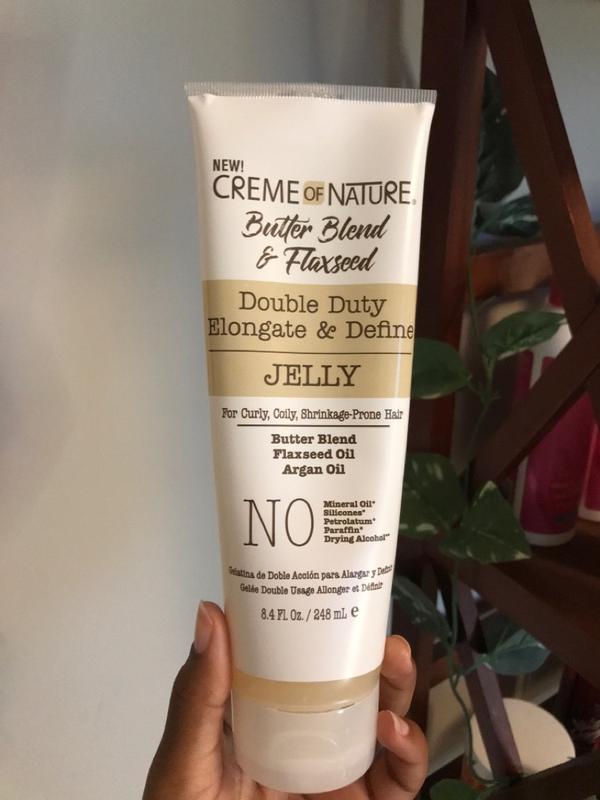 NEW!
CREME OF NATURE®
Butter Blend
& Flaxseed
Double Duty
Elongate & Define
JELLY
For Curly, Coily, Shrinkage-Prone Hair
Butter Blend
Flaxseed Oil
Argan Oil
NO
Mineral Oil*
Silicones*
Petrolatum*
Paraffin*
Drying Alcohol**
Gelatina de Doble Acción para Alargar y Definir
Gelée Double Usage Allonger et Définir
8.4 Fl. Oz. / 248 mL e